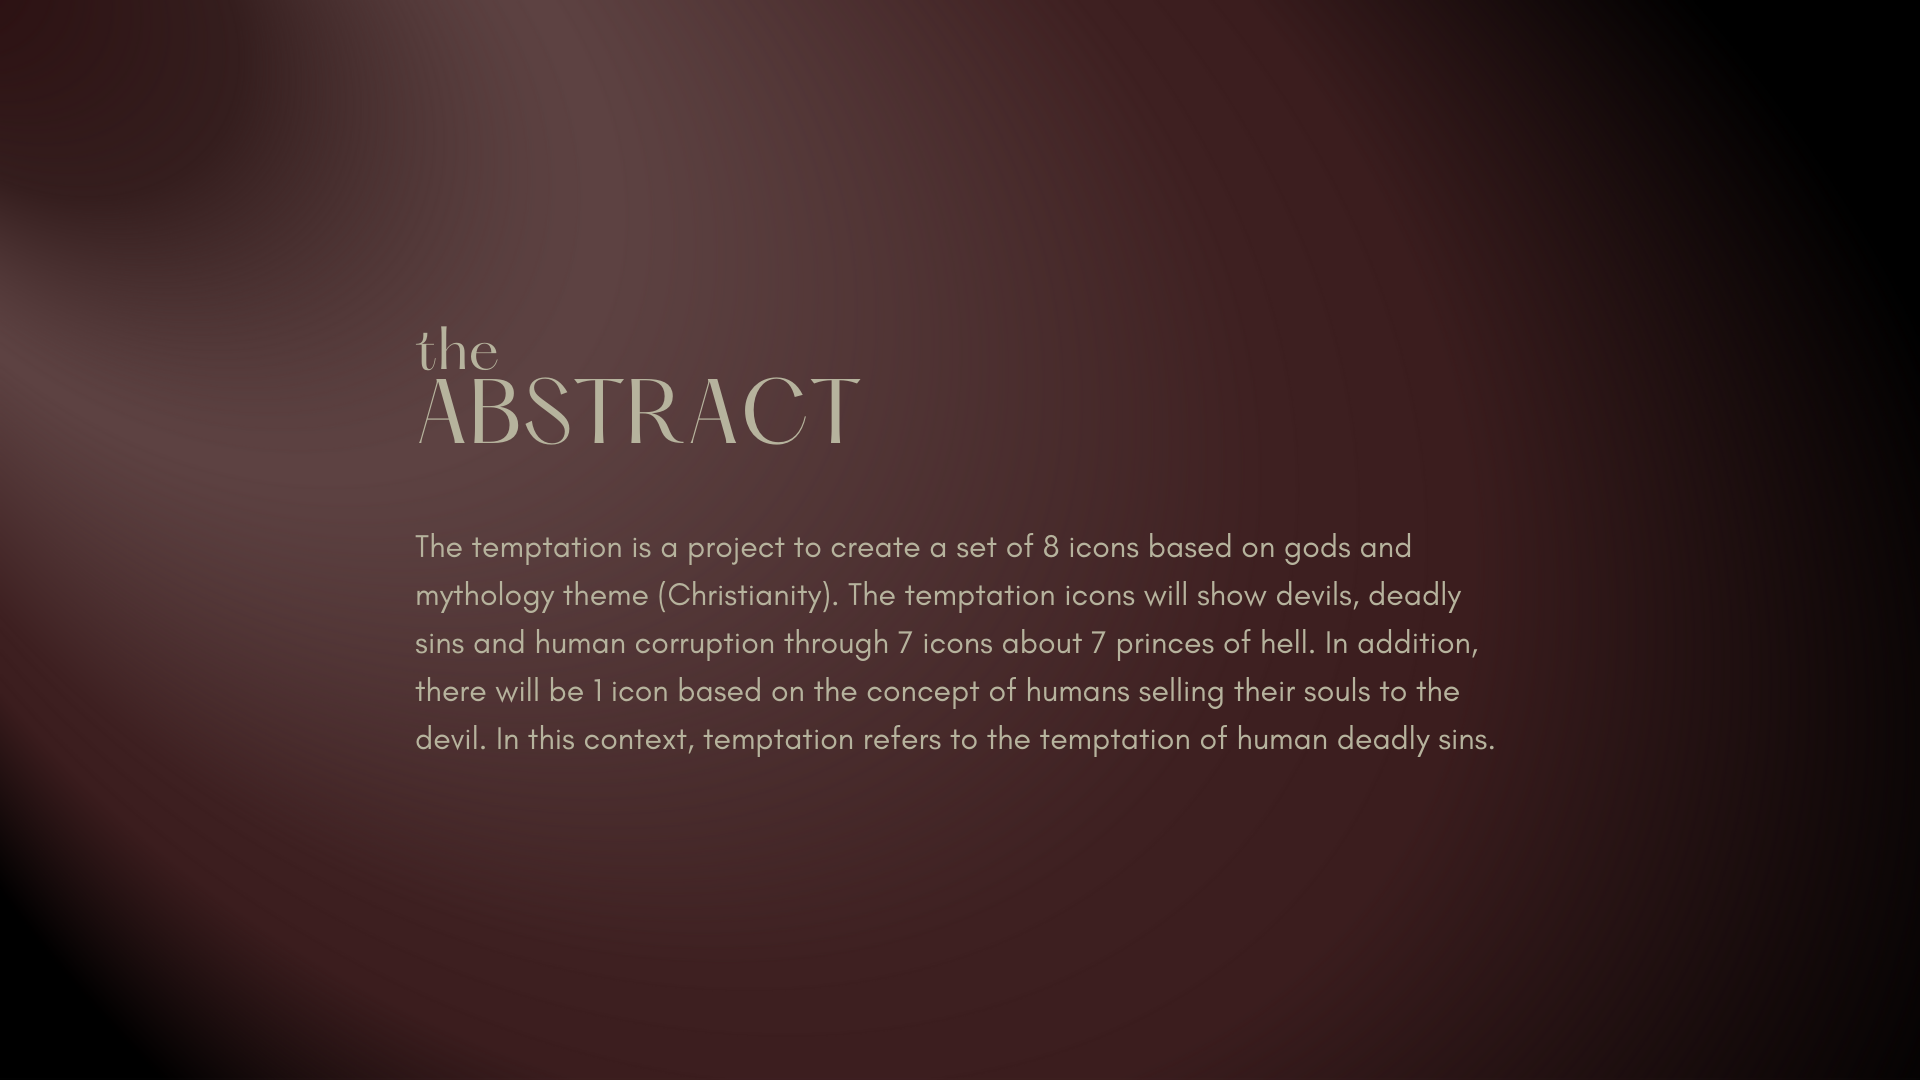 the
ABSTRACT
The temptation is a project to create a set of 8 icons based on gods and
mythology theme (Christianity). The temptation icons will show devils, deadly
sins and human corruption through 7 icons about 7 princes of hell. In addition,
there will be 1 icon based on the concept of humans selling their souls to the
devil. In this context, temptation refers to the temptation of human deadly sins.